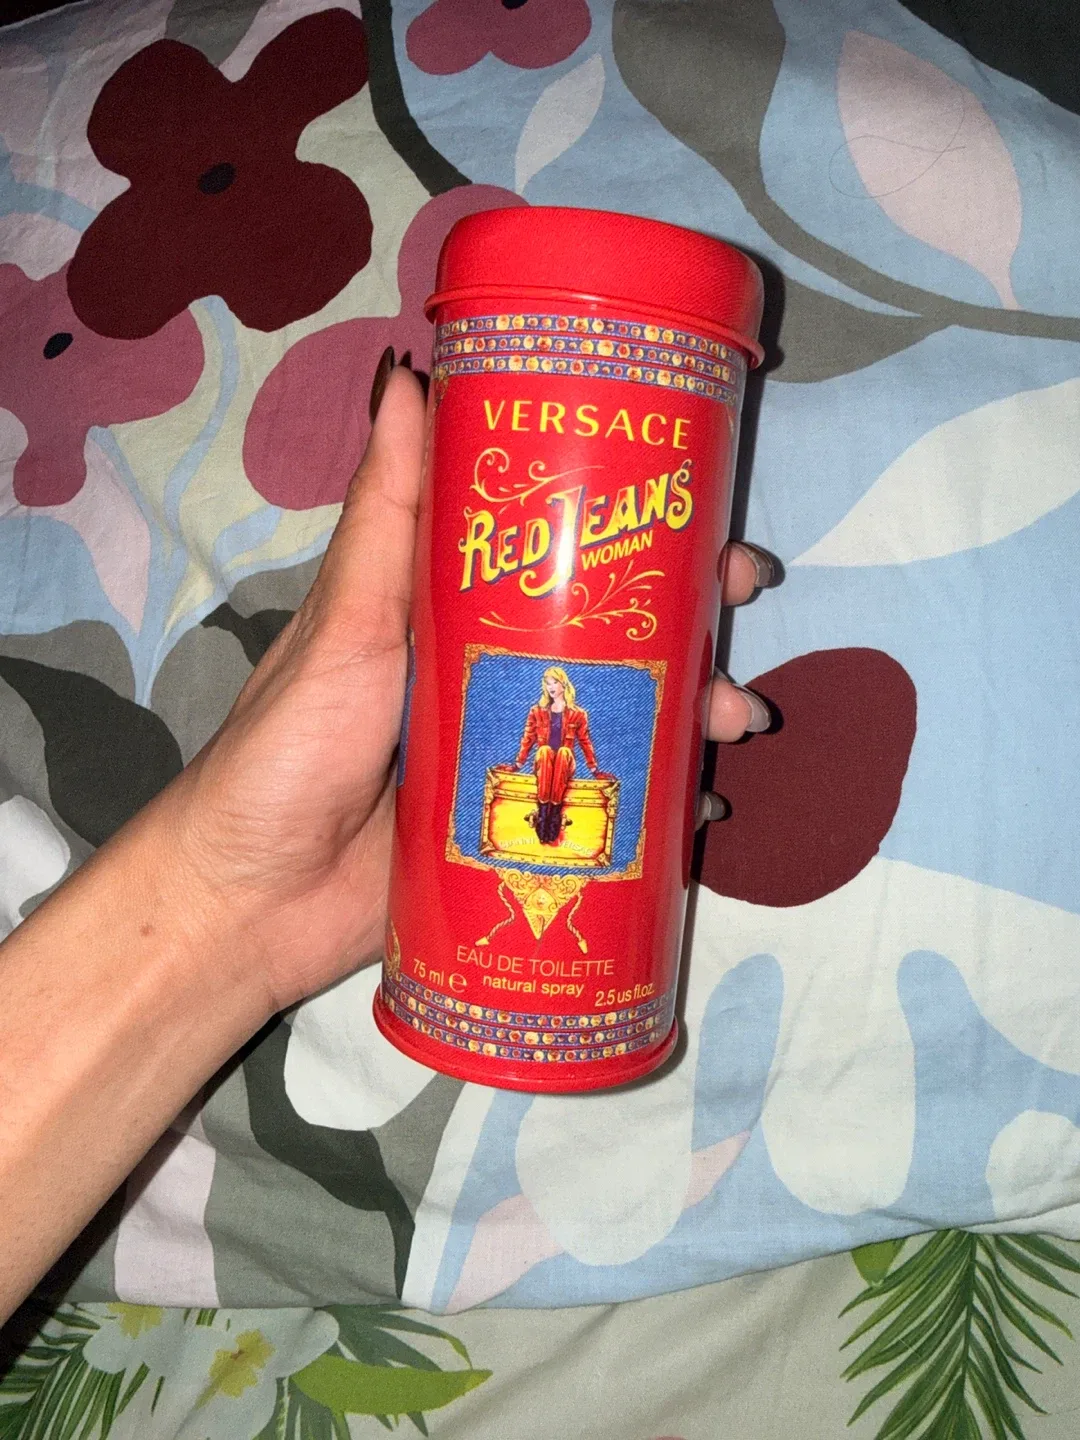 VERSACE
RED JEANS
WOMAN
EAU DE TOILETTE
75 ml e natural spray 2.5 us fl.oz.